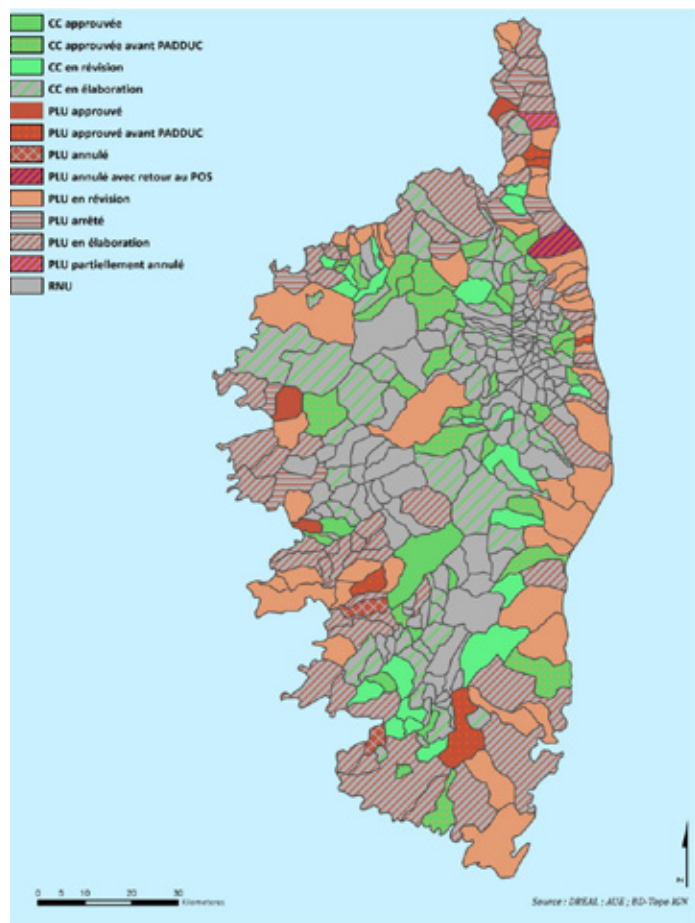 CC approuvée
CC approuvée avant PADDUC
CC en révision
CC en élaboration
PLU approuvé
PLU approuvé avant PADDUC
PLU annulé
PLU annulé avec retour au POS
PLU en révision
PLU arrêté
PLU en élaboration
PLU partiellement annulé
RNU
0 5 10 20 30
Kilometeres
Source : DREAL ; AUE ; BD-Topo IGN